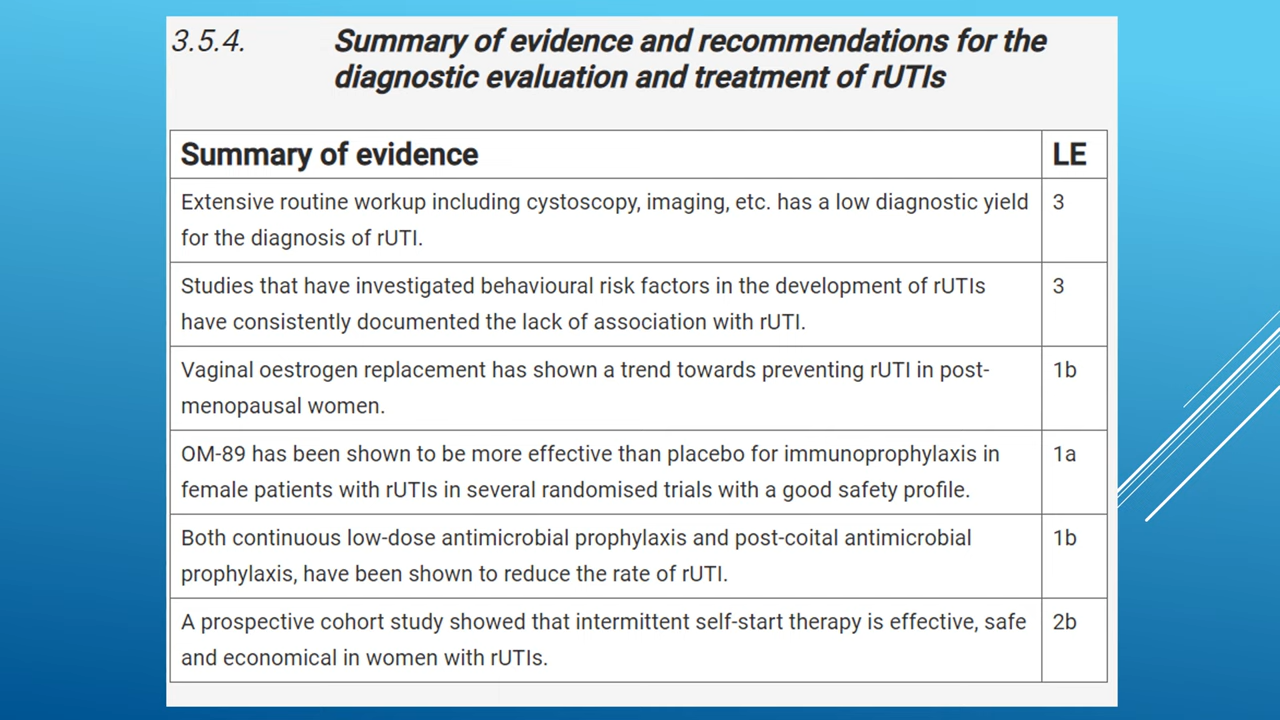 3.5.4. Summary of evidence and recommendations for the
diagnostic evaluation and treatment of rUTIs
Summary of evidence LE
Extensive routine workup including cystoscopy, imaging, etc. has a low diagnostic yield 3
for the diagnosis of rUTI.
Studies that have investigated behavioural risk factors in the development of rUTIs 3
have consistently documented the lack of association with rUTI.
Vaginal oestrogen replacement has shown a trend towards preventing rUTI in post- 1b
menopausal women.
OM-89 has been shown to be more effective than placebo for immunoprophylaxis in 1a
female patients with rUTIs in several randomised trials with a good safety profile.
Both continuous low-dose antimicrobial prophylaxis and post-coital antimicrobial 1b
prophylaxis, have been shown to reduce the rate of rUTI.
A prospective cohort study showed that intermittent self-start therapy is effective, safe 2b
and economical in women with rUTIs.